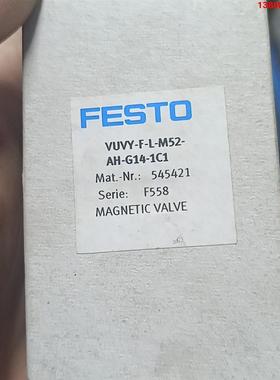 FESTO
VUVY-F-L-M52-
AH-G14-1C1
Mat.-Nr.: 545421
Serie: F558
MAGNETIC VALVE